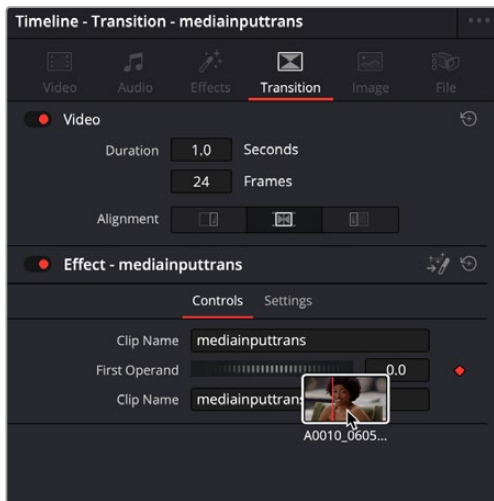 Timeline - Transition - mediainputtrans
Video Audio Effects Transition Image File
Video
Duration 1.0 Seconds
24 Frames
Alignment
Effect - mediainputtrans
Controls Settings
Clip Name mediainputtrans
First Operand 0.0
Clip Name mediainputtrans
A0010_0605...